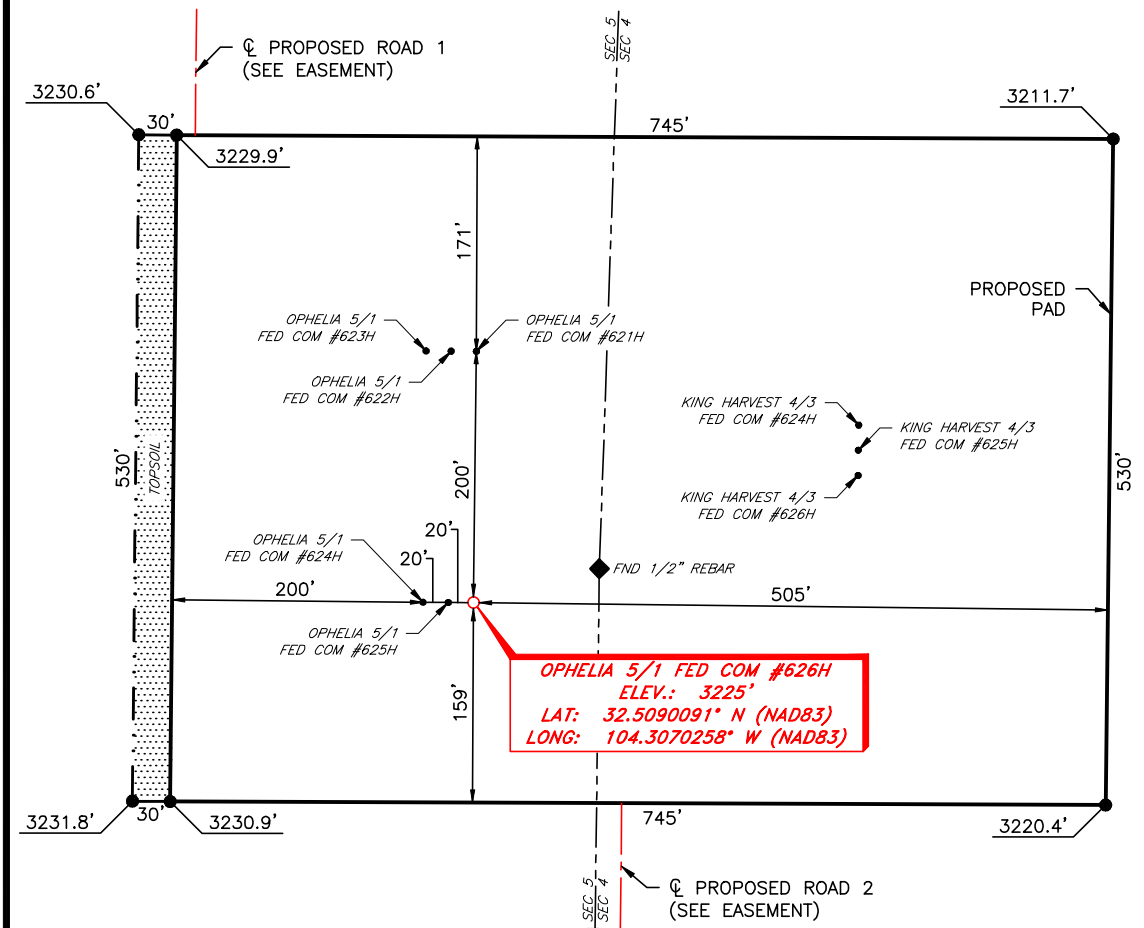 SEC 5
SEC 4
℄ PROPOSED ROAD 1
(SEE EASEMENT)
3230.6'
30'
745'
3211.7'
3229.9'
171'
PROPOSED
PAD
OPHELIA 5/1
FED COM #623H
OPHELIA 5/1
FED COM #621H
OPHELIA 5/1
FED COM #622H
KING HARVEST 4/3
FED COM #624H
KING HARVEST 4/3
FED COM #625H
KING HARVEST 4/3
FED COM #626H
530'
TOPSOIL
200'
530'
20'
OPHELIA 5/1
FED COM #624H
20'
FND 1/2" REBAR
200'
505'
OPHELIA 5/1
FED COM #625H
159'
OPHELIA 5/1 FED COM #626H
ELEV.: 3225'
LAT: 32.5090091° N (NAD83)
LONG: 104.3070258° W (NAD83)
3231.8'
30'
3230.9'
745'
3220.4'
SEC 5
SEC 4
℄ PROPOSED ROAD 2
(SEE EASEMENT)